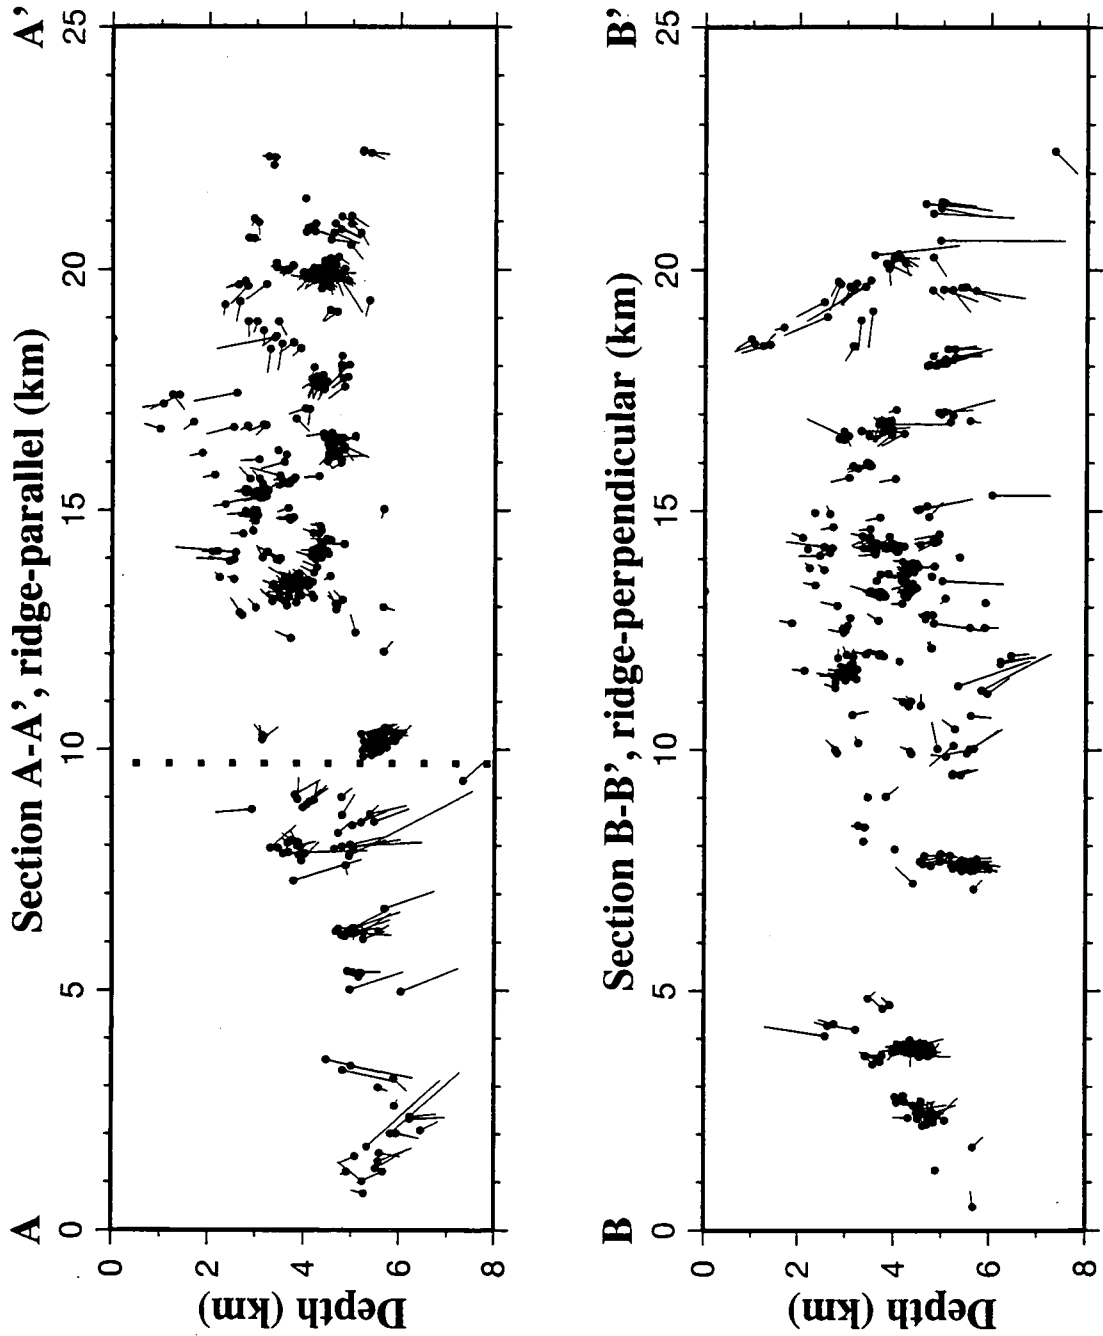 A
Section A-A', ridge-parallel (km)
A'
0
5
10
15
20
25
0
2
4
6
8
Depth (km)
B
Section B-B', ridge-perpendicular (km)
B'
0
5
10
15
20
25
0
2
4
6
8
Depth (km)